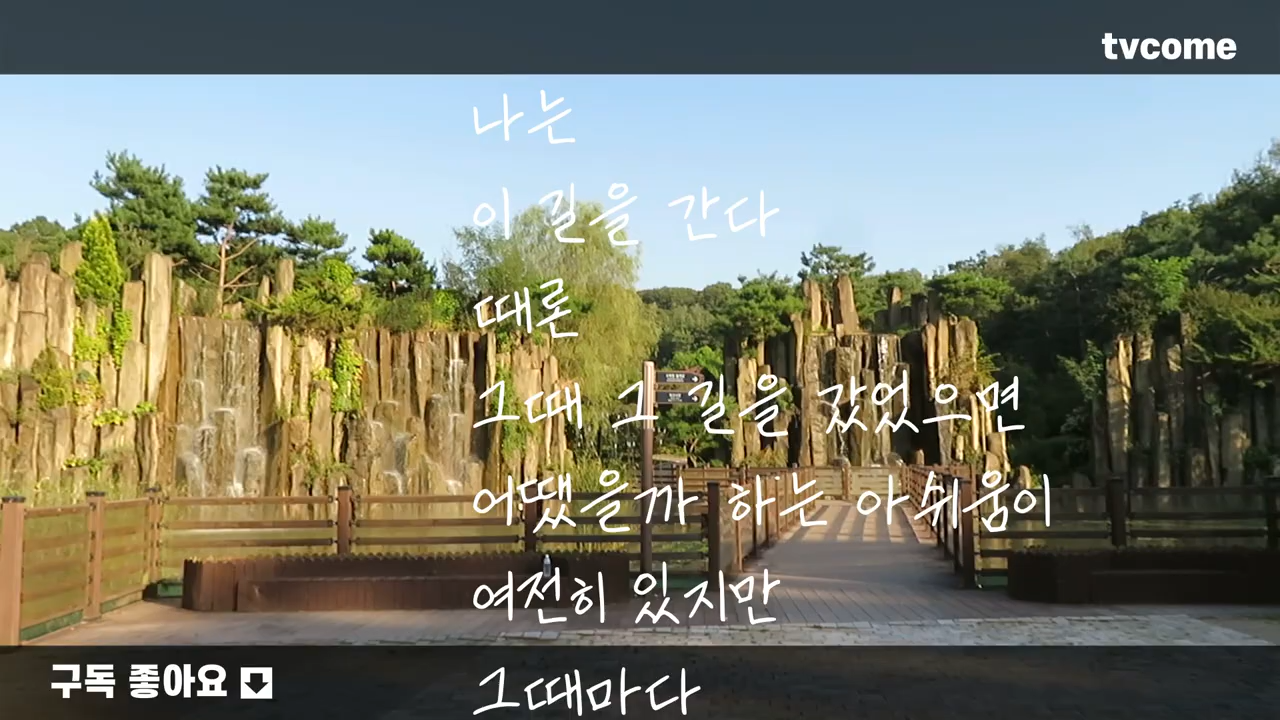 tvcome
나는
이 길을 간다
때론
그때 그 길을 갔었으면
어땠을까 하는 아쉬움이
여전히 있지만
그때마다
구독 좋아요